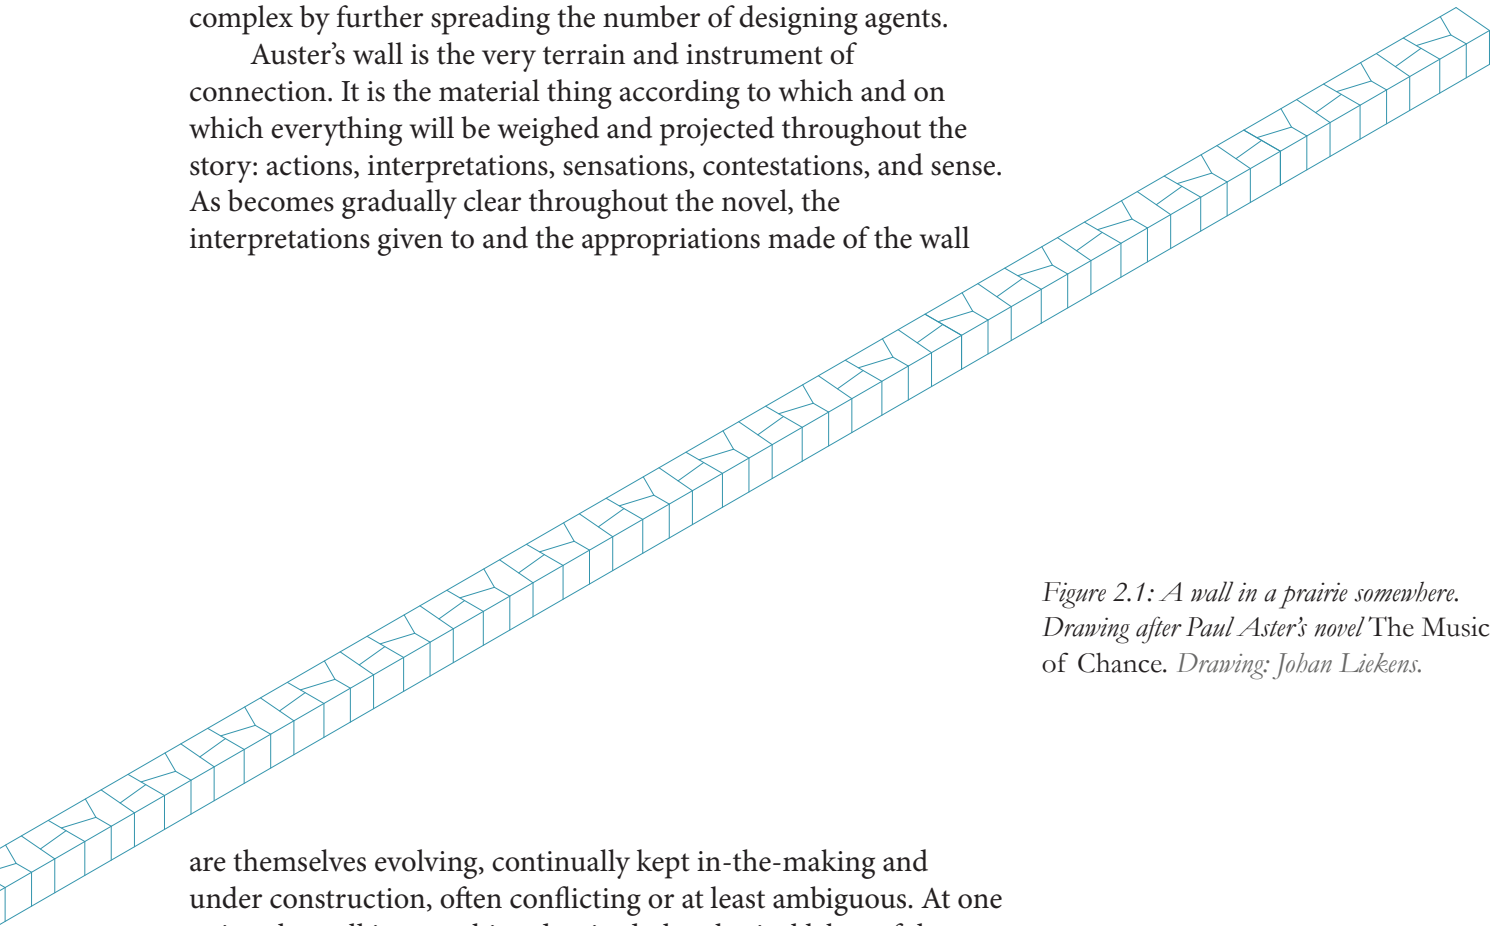 complex by further spreading the number of designing agents.
Auster’s wall is the very terrain and instrument of
connection. It is the material thing according to which and on
which everything will be weighed and projected throughout the
story: actions, interpretations, sensations, contestations, and sense.
As becomes gradually clear throughout the novel, the
interpretations given to and the appropriations made of the wall
Figure 2.1: A wall in a prairie somewhere.
Drawing after Paul Aster’s novel The Music
of Chance. Drawing: Johan Liekens.
are themselves evolving, continually kept in-the-making and
under construction, often conflicting or at least ambiguous. At one